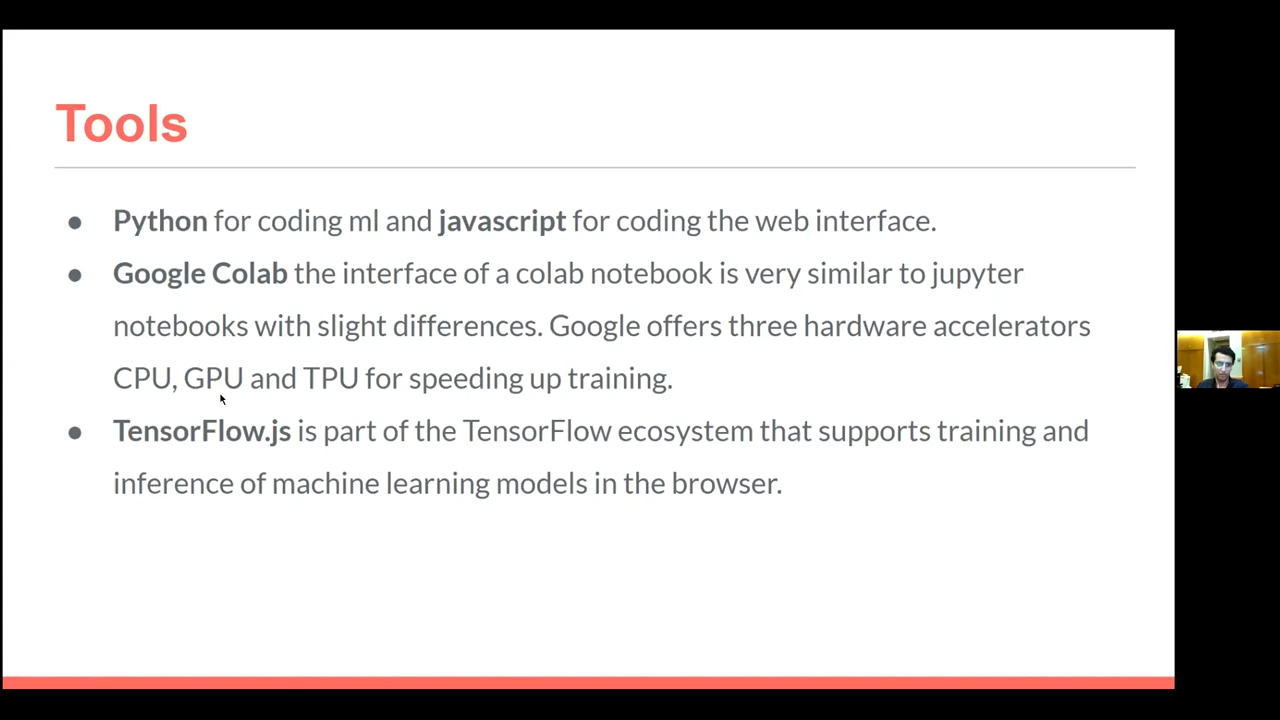 Tools
● Python for coding ml and javascript for coding the web interface.
● Google Colab the interface of a colab notebook is very similar to jupyter
notebooks with slight differences. Google offers three hardware accelerators
CPU, GPU and TPU for speeding up training.
● TensorFlow.js is part of the TensorFlow ecosystem that supports training and
inference of machine learning models in the browser.